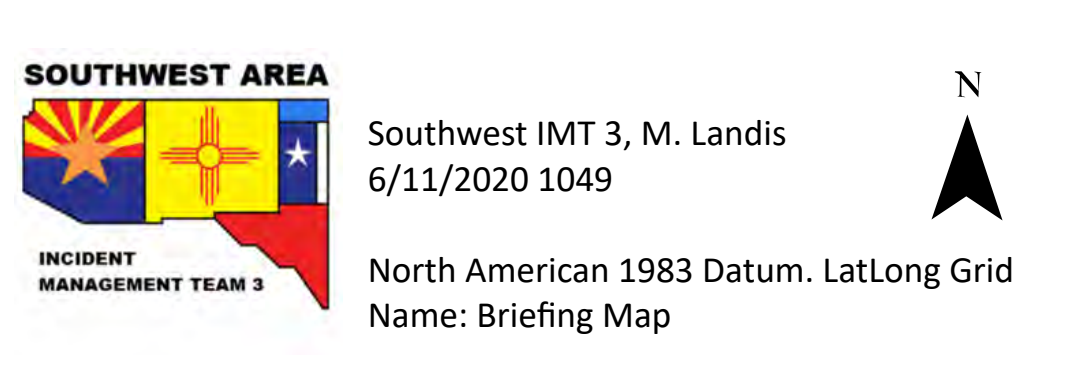 SOUTHWEST AREA
INCIDENT
MANAGEMENT TEAM 3
Southwest IMT 3, M. Landis
6/11/2020 1049
North American 1983 Datum. LatLong Grid
Name: Briefing Map
N